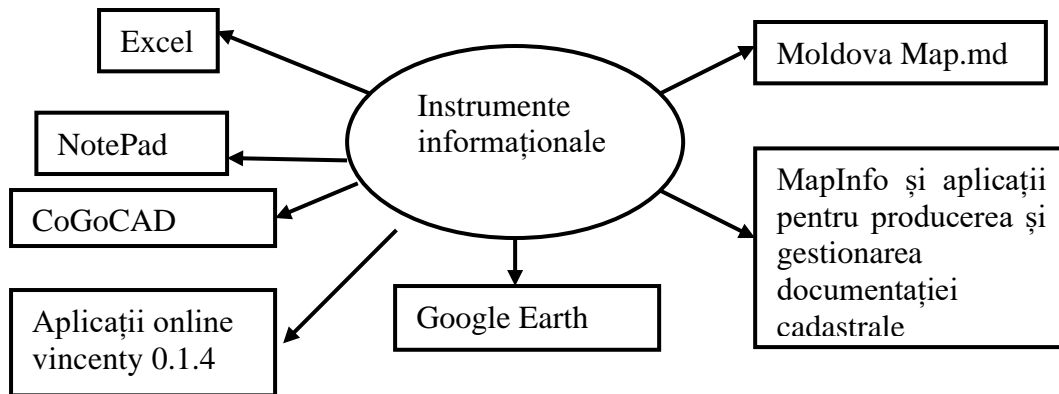 Excel
Moldova Map.md
Instrumente
informaționale
NotePad
MapInfo și aplicații
pentru producerea și
gestionarea
documentației
cadastrale
CoGoCAD
Google Earth
Aplicații online
vincenty 0.1.4